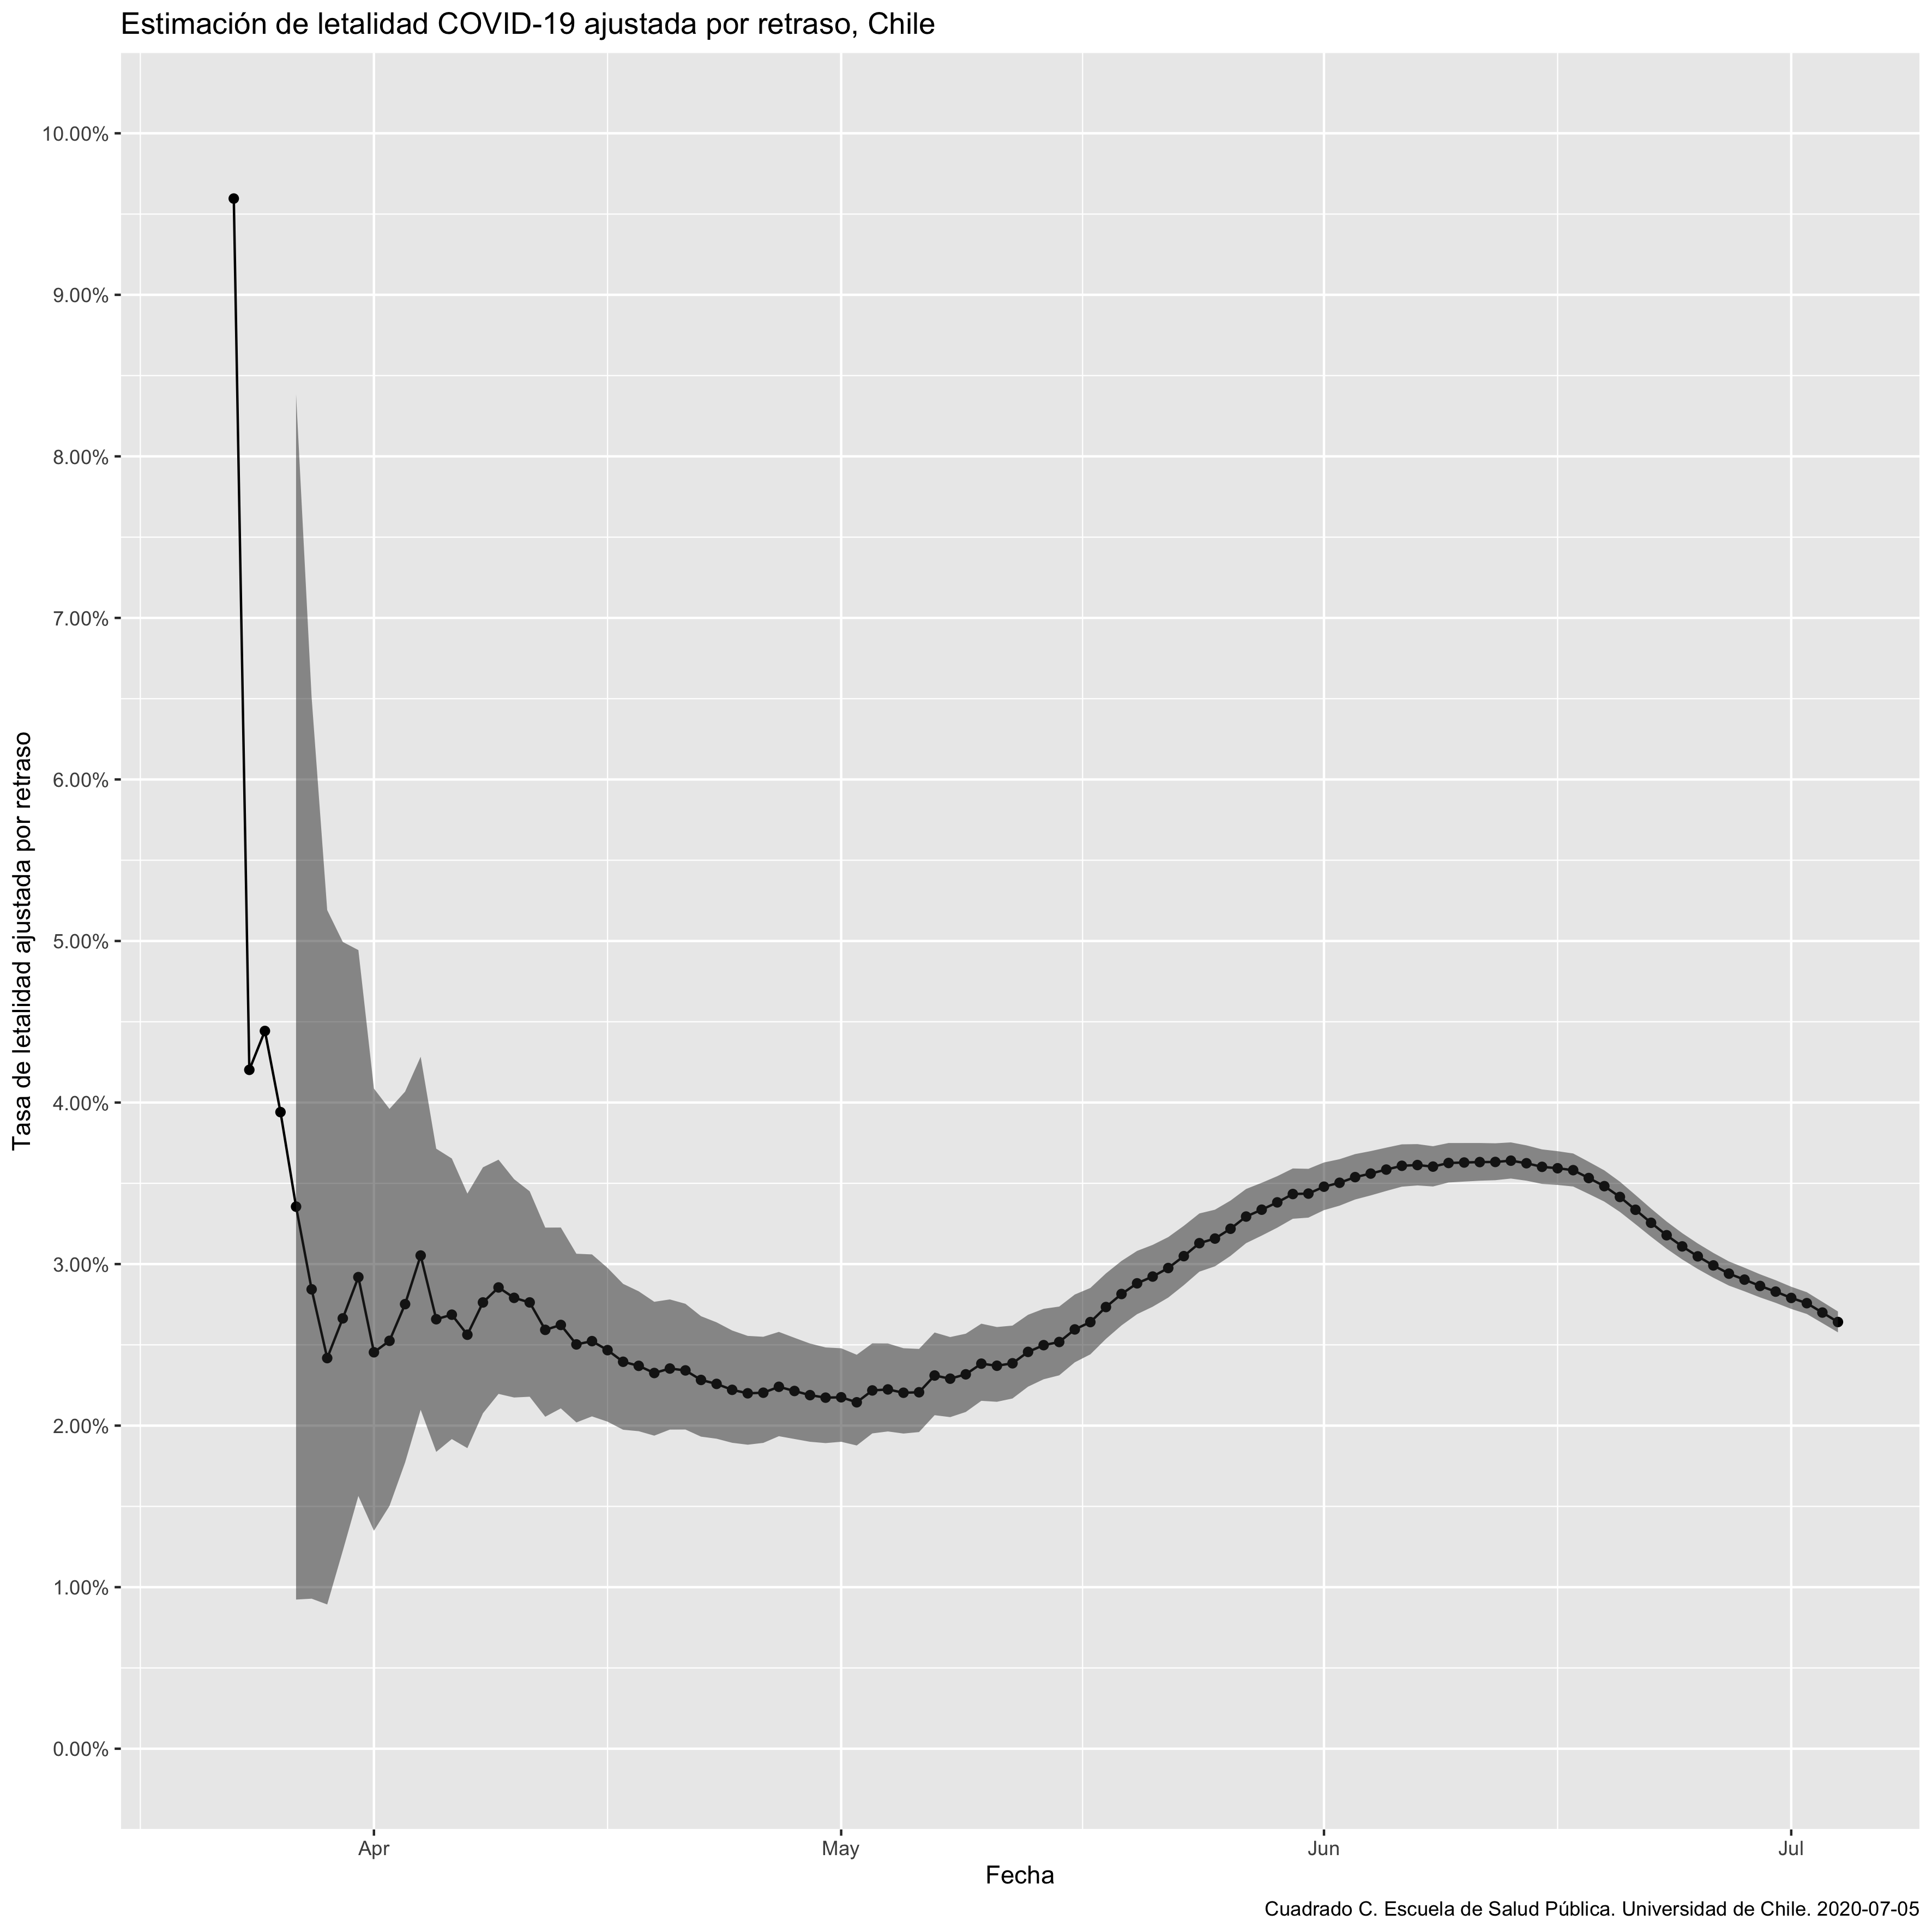 Estimación de letalidad COVID-19 ajustada por retraso, Chile
Tasa de letalidad ajustada por retraso
10.00%
9.00%
8.00%
7.00%
6.00%
5.00%
4.00%
3.00%
2.00%
1.00%
0.00%
Apr May Jun Jul
Fecha
Cuadrado C. Escuela de Salud Pública. Universidad de Chile. 2020-07-05